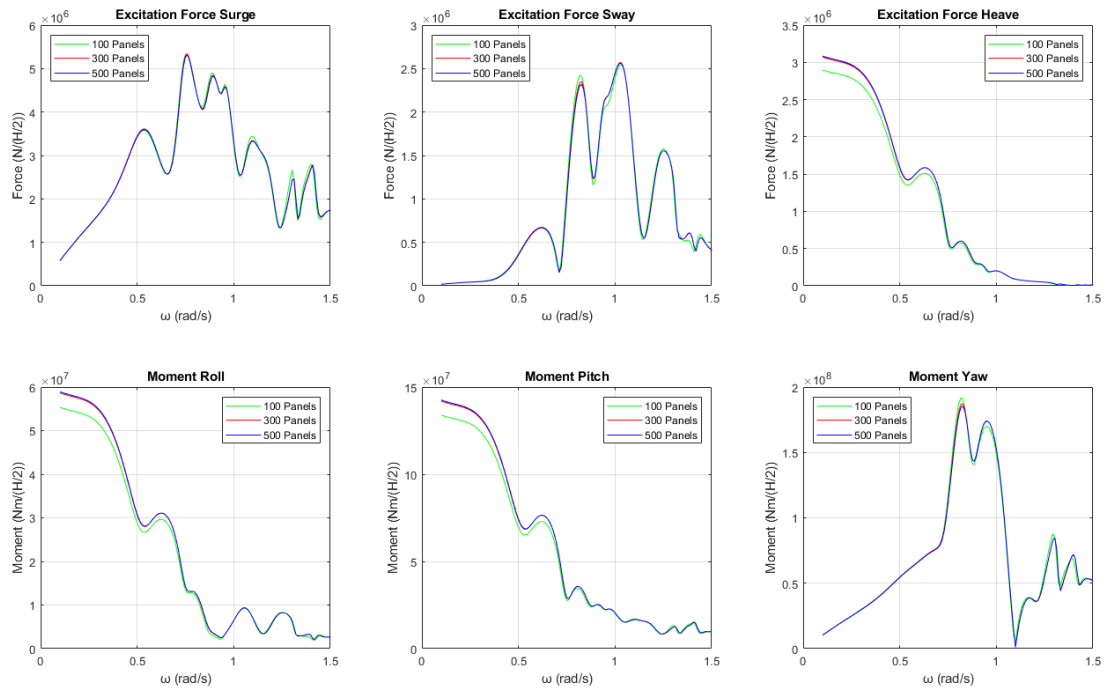 Excitation Force Surge
×10^6
6
5
4
3
2
1
0
Force (N/(H/2))
100 Panels
300 Panels
500 Panels
0 0.5 1 1.5
ω (rad/s)
Excitation Force Sway
×10^6
3
2.5
2
1.5
1
0.5
0
Force (N/(H/2))
100 Panels
300 Panels
500 Panels
0 0.5 1 1.5
ω (rad/s)
Excitation Force Heave
×10^6
3.5
3
2.5
2
1.5
1
0.5
0
Force (N/(H/2))
100 Panels
300 Panels
500 Panels
0 0.5 1 1.5
ω (rad/s)
Moment Roll
×10^7
6
5
4
3
2
1
0
Moment (Nm/(H/2))
100 Panels
300 Panels
500 Panels
0 0.5 1 1.5
ω (rad/s)
Moment Pitch
×10^7
15
10
5
0
Moment (Nm/(H/2))
100 Panels
300 Panels
500 Panels
0 0.5 1 1.5
ω (rad/s)
Moment Yaw
×10^8
2
1.5
1
0.5
0
Moment (Nm/(H/2))
100 Panels
300 Panels
500 Panels
0 0.5 1 1.5
ω (rad/s)